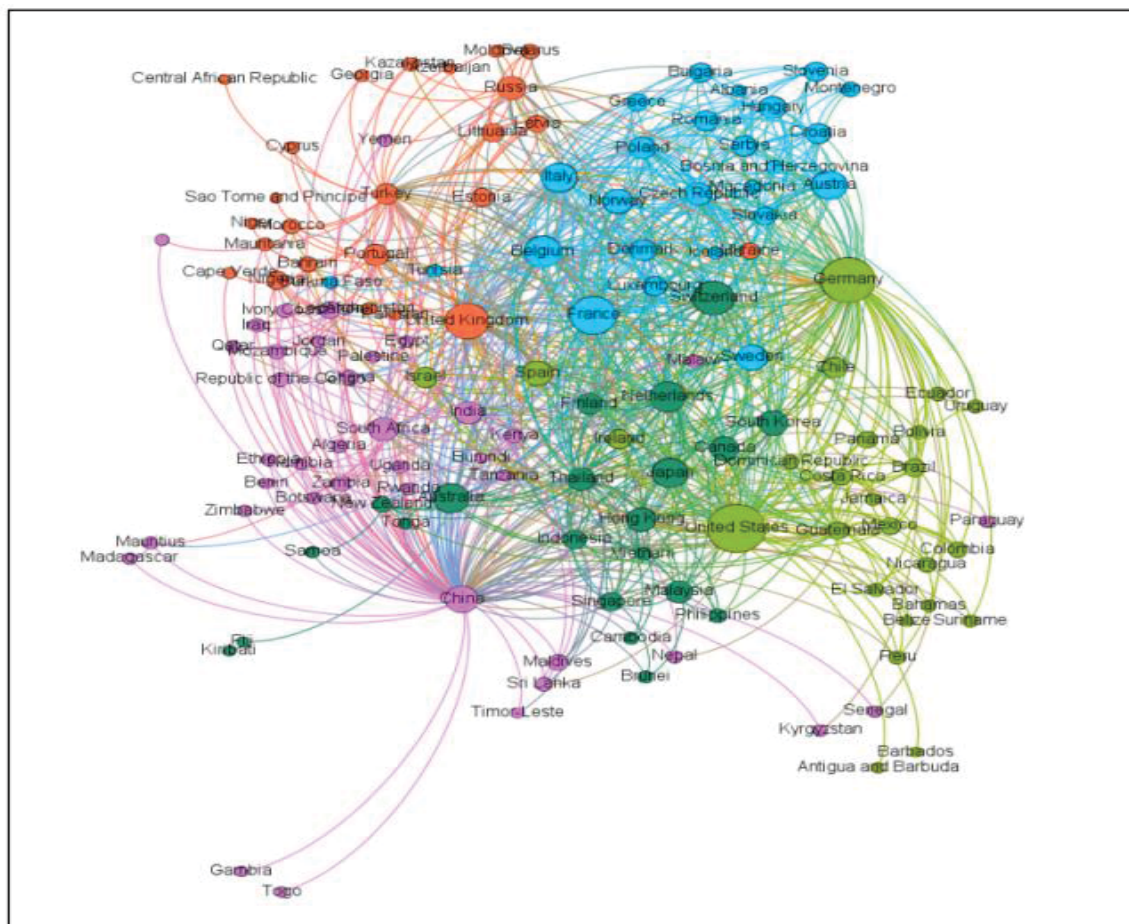 Moldova
Belarus
Kazakhstan
Azerbaijan
Central African Republic
Georgia
Russia
Bulgaria
Slovenia
Albania
Montenegro
Greece
Hungary
Romania
Latvia
Lithuania
Croatia
Yemen
Serbia
Poland
Cyprus
Bosnia and Herzegovina
Italy
Macedonia
Austria
Turkey
Czech Republic
Sao Tome and Principe
Estonia
Norway
Slovakia
Niger
Morocco
Mauritania
Portugal
Belgium
Denmark
Ukraine
Bahrain
Cape Verde
Tunisia
Germany
Burkina Faso
Luxembourg
Switzerland
Ivory Coast
United Kingdom
France
Iraq
Jordan
Egypt
Qatar
Mozambique
Palestine
Sweden
Malawi
Chile
Republic of the Congo
Ghana
Israel
Spain
Ecuador
Netherlands
Finland
Uruguay
India
South Africa
South Korea
Bolivia
Kenya
Ireland
Panama
Algeria
Canada
Ethiopia
Namibia
Uganda
Burundi
Dominican Republic
Brazil
Tanzania
Thailand
Japan
Costa Rica
Benin
Zambia
Rwanda
Botswana
New Zealand
Australia
Jamaica
Zimbabwe
Tonga
Hong Kong
United States
Guatemala
Mexico
Paraguay
Mauritius
Indonesia
Samoa
Vietnam
Colombia
Madagascar
Nicaragua
China
El Salvador
Malaysia
Singapore
Bahamas
Philippines
Belize
Suriname
Fiji
Kiribati
Cambodia
Maldives
Nepal
Peru
Sri Lanka
Brunei
Timor-Leste
Senegal
Kyrgyzstan
Barbados
Antigua and Barbuda
Gambia
Togo